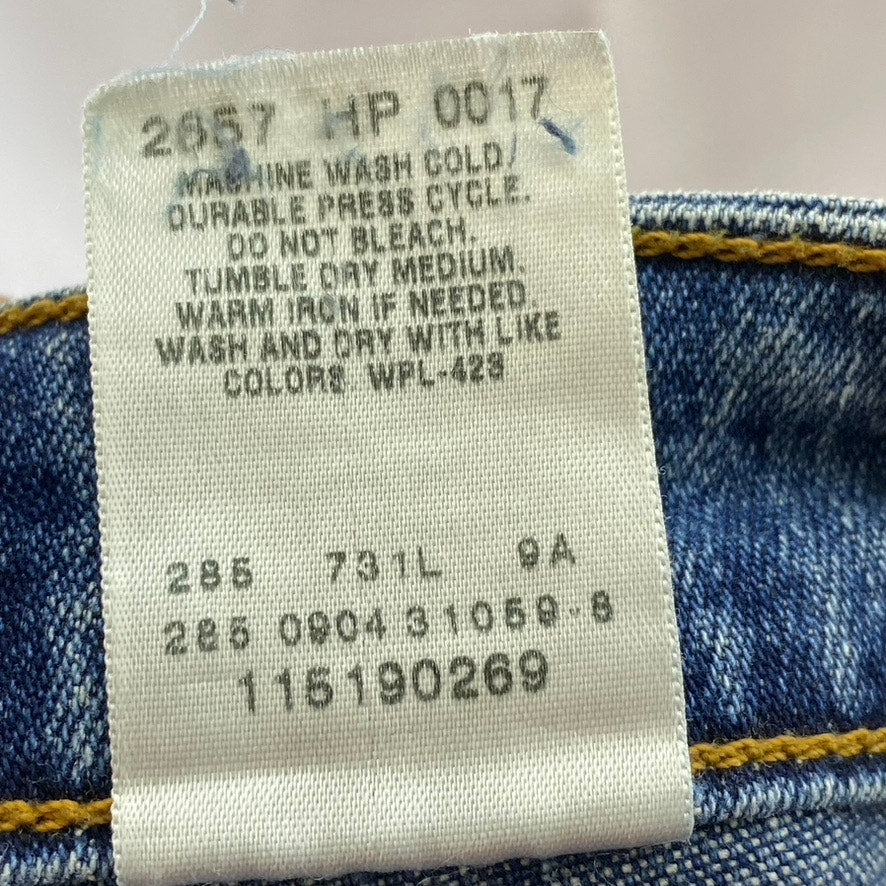 2657 HP 0017
MACHINE WASH COLD
DURABLE PRESS CYCLE.
DO NOT BLEACH.
TUMBLE DRY MEDIUM.
WARM IRON IF NEEDED.
WASH AND DRY WITH LIKE
COLORS. WPL-423
285 731L 9A
285 0904 31059-8
115190269